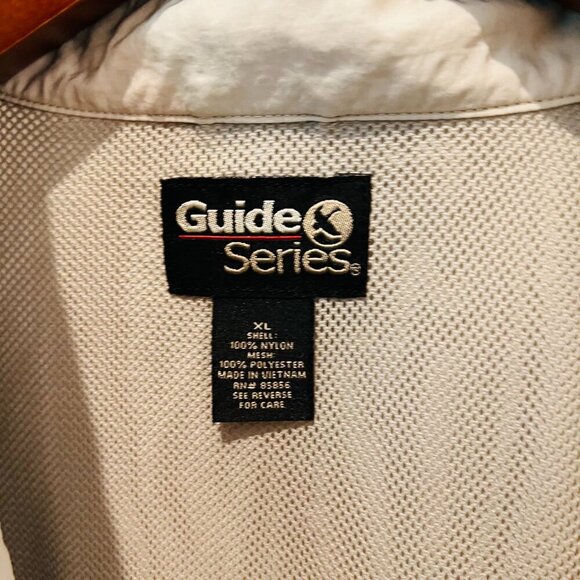 Guide
Series®
XL
SHELL:
100% NYLON
MESH:
100% POLYESTER
MADE IN VIETNAM
RN# 85856
SEE REVERSE
FOR CARE